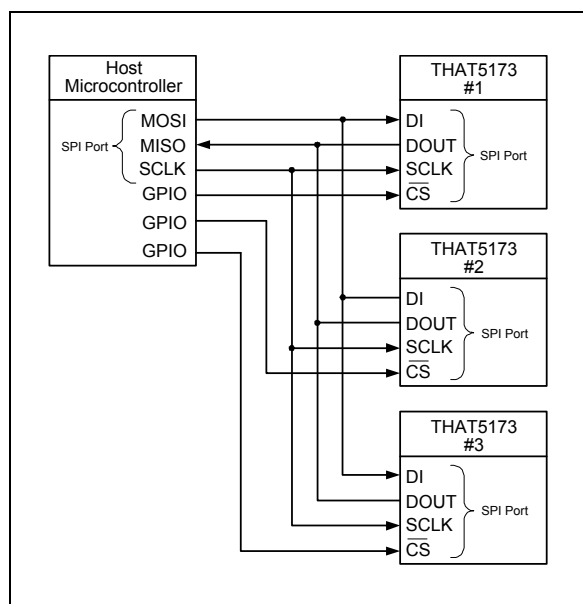 Host
Microcontroller
SPI Port
MOSI
MISO
SCLK
GPIO
GPIO
GPIO
THAT5173
#1
DI
DOUT
SCLK
CS
SPI Port
THAT5173
#2
DI
DOUT
SCLK
CS
SPI Port
THAT5173
#3
DI
DOUT
SCLK
CS
SPI Port